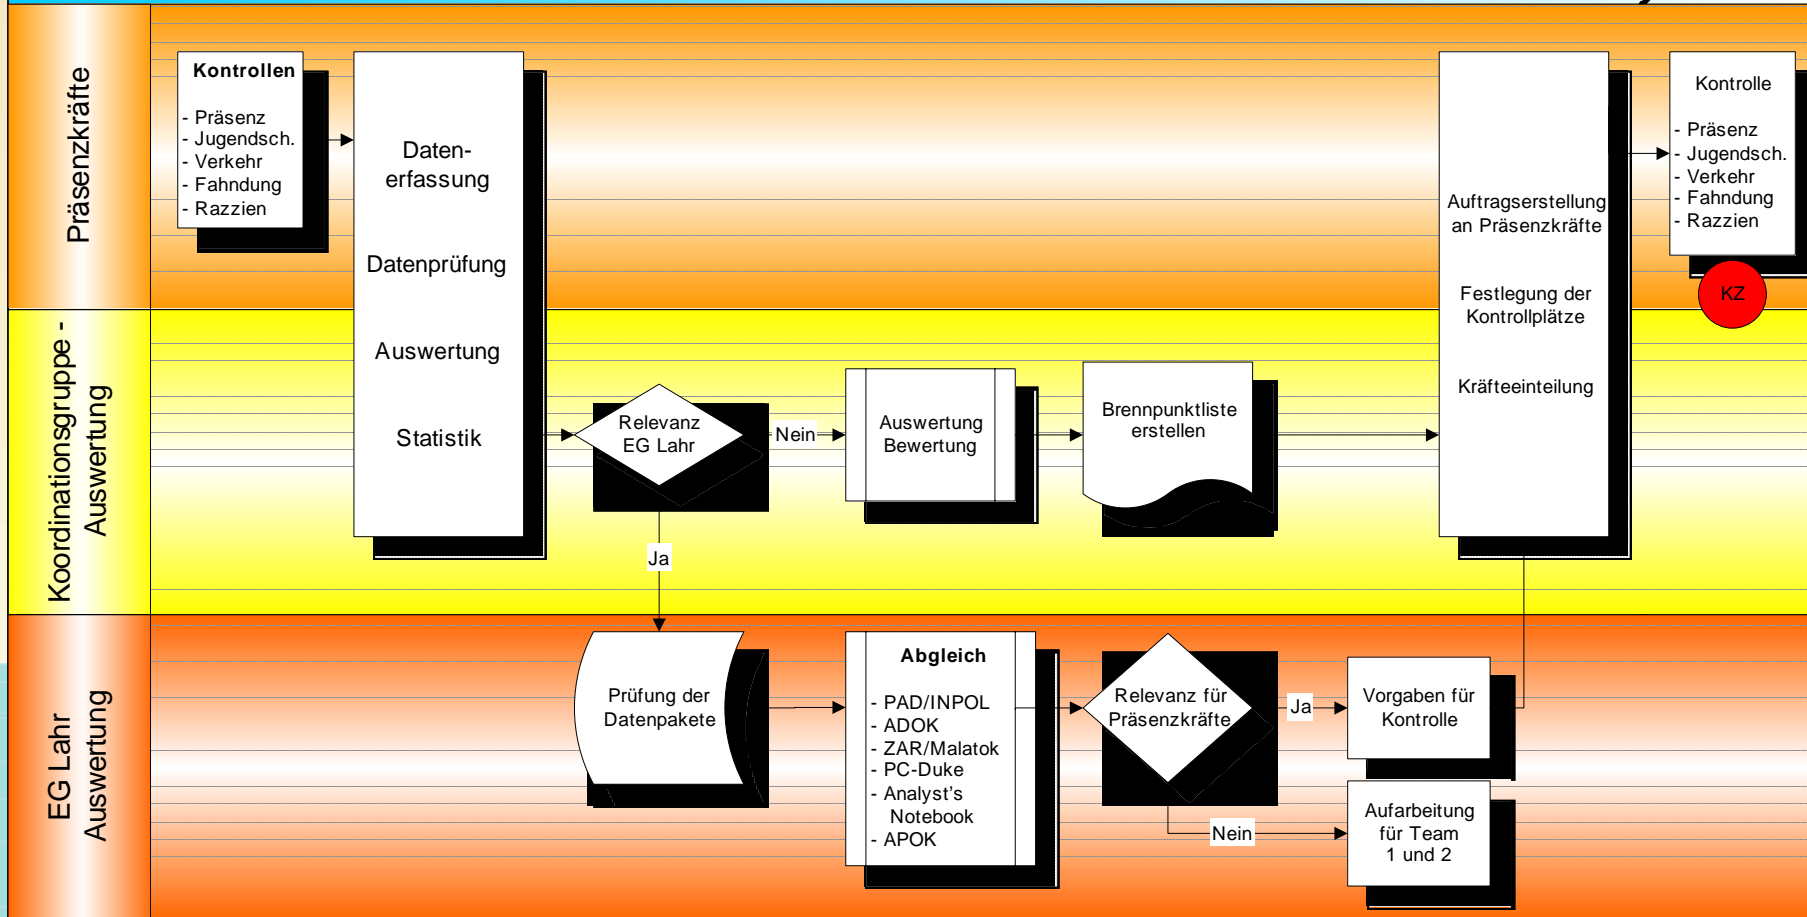 Präsenzkräfte
Kontrollen
- Präsenz
- Jugendsch.
- Verkehr
- Fahndung
- Razzien
Daten-
erfassung
Datenprüfung
Auswertung
Statistik
Auftragserstellung
an Präsenzkräfte
Festlegung der
Kontrollplätze
Kräfteeinteilung
Kontrolle
- Präsenz
- Jugendsch.
- Verkehr
- Fahndung
- Razzien
KZ
Koordinationsgruppe -
Auswertung
Relevanz
EG Lahr
Nein
Auswertung
Bewertung
Brennpunktliste
erstellen
Ja
EG Lahr
Auswertung
Prüfung der
Datenpakete
Abgleich
- PAD/INPOL
- ADOK
- ZAR/Malatok
- PC-Duke
- Analyst's
Notebook
- APOK
Relevanz für
Präsenzkräfte
Ja
Vorgaben für
Kontrolle
Nein
Aufarbeitung
für Team
1 und 2